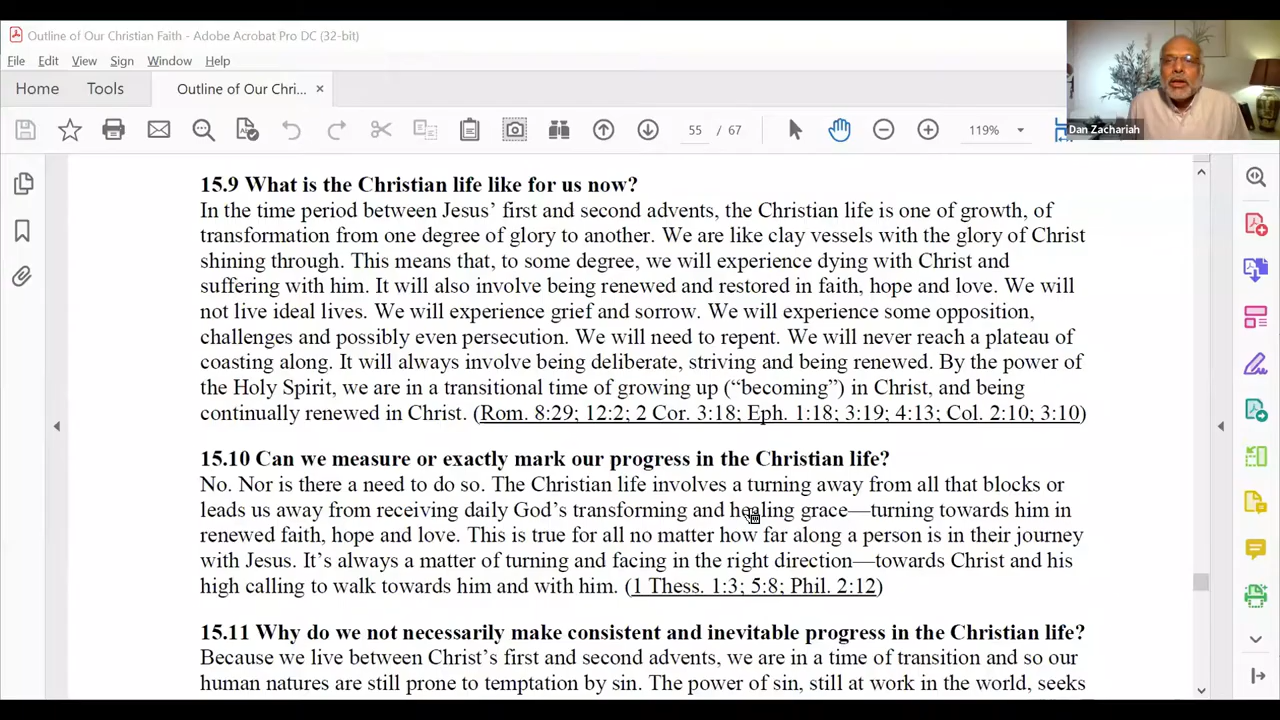 Outline of Our Christian Faith - Adobe Acrobat Pro DC (32-bit)
File Edit View Sign Window Help
Home Tools Outline of Our Chri... ×
55 / 67 119%
Dan Zachariah
15.9 What is the Christian life like for us now?
In the time period between Jesus’ first and second advents, the Christian life is one of growth, of
transformation from one degree of glory to another. We are like clay vessels with the glory of Christ
shining through. This means that, to some degree, we will experience dying with Christ and
suffering with him. It will also involve being renewed and restored in faith, hope and love. We will
not live ideal lives. We will experience grief and sorrow. We will experience some opposition,
challenges and possibly even persecution. We will need to repent. We will never reach a plateau of
coasting along. It will always involve being deliberate, striving and being renewed. By the power of
the Holy Spirit, we are in a transitional time of growing up (“becoming”) in Christ, and being
continually renewed in Christ. (Rom. 8:29; 12:2; 2 Cor. 3:18; Eph. 1:18; 3:19; 4:13; Col. 2:10; 3:10)
15.10 Can we measure or exactly mark our progress in the Christian life?
No. Nor is there a need to do so. The Christian life involves a turning away from all that blocks or
leads us away from receiving daily God’s transforming and healing grace—turning towards him in
renewed faith, hope and love. This is true for all no matter how far along a person is in their journey
with Jesus. It’s always a matter of turning and facing in the right direction—towards Christ and his
high calling to walk towards him and with him. (1 Thess. 1:3; 5:8; Phil. 2:12)
15.11 Why do we not necessarily make consistent and inevitable progress in the Christian life?
Because we live between Christ’s first and second advents, we are in a time of transition and so our
human natures are still prone to temptation by sin. The power of sin, still at work in the world, seeks